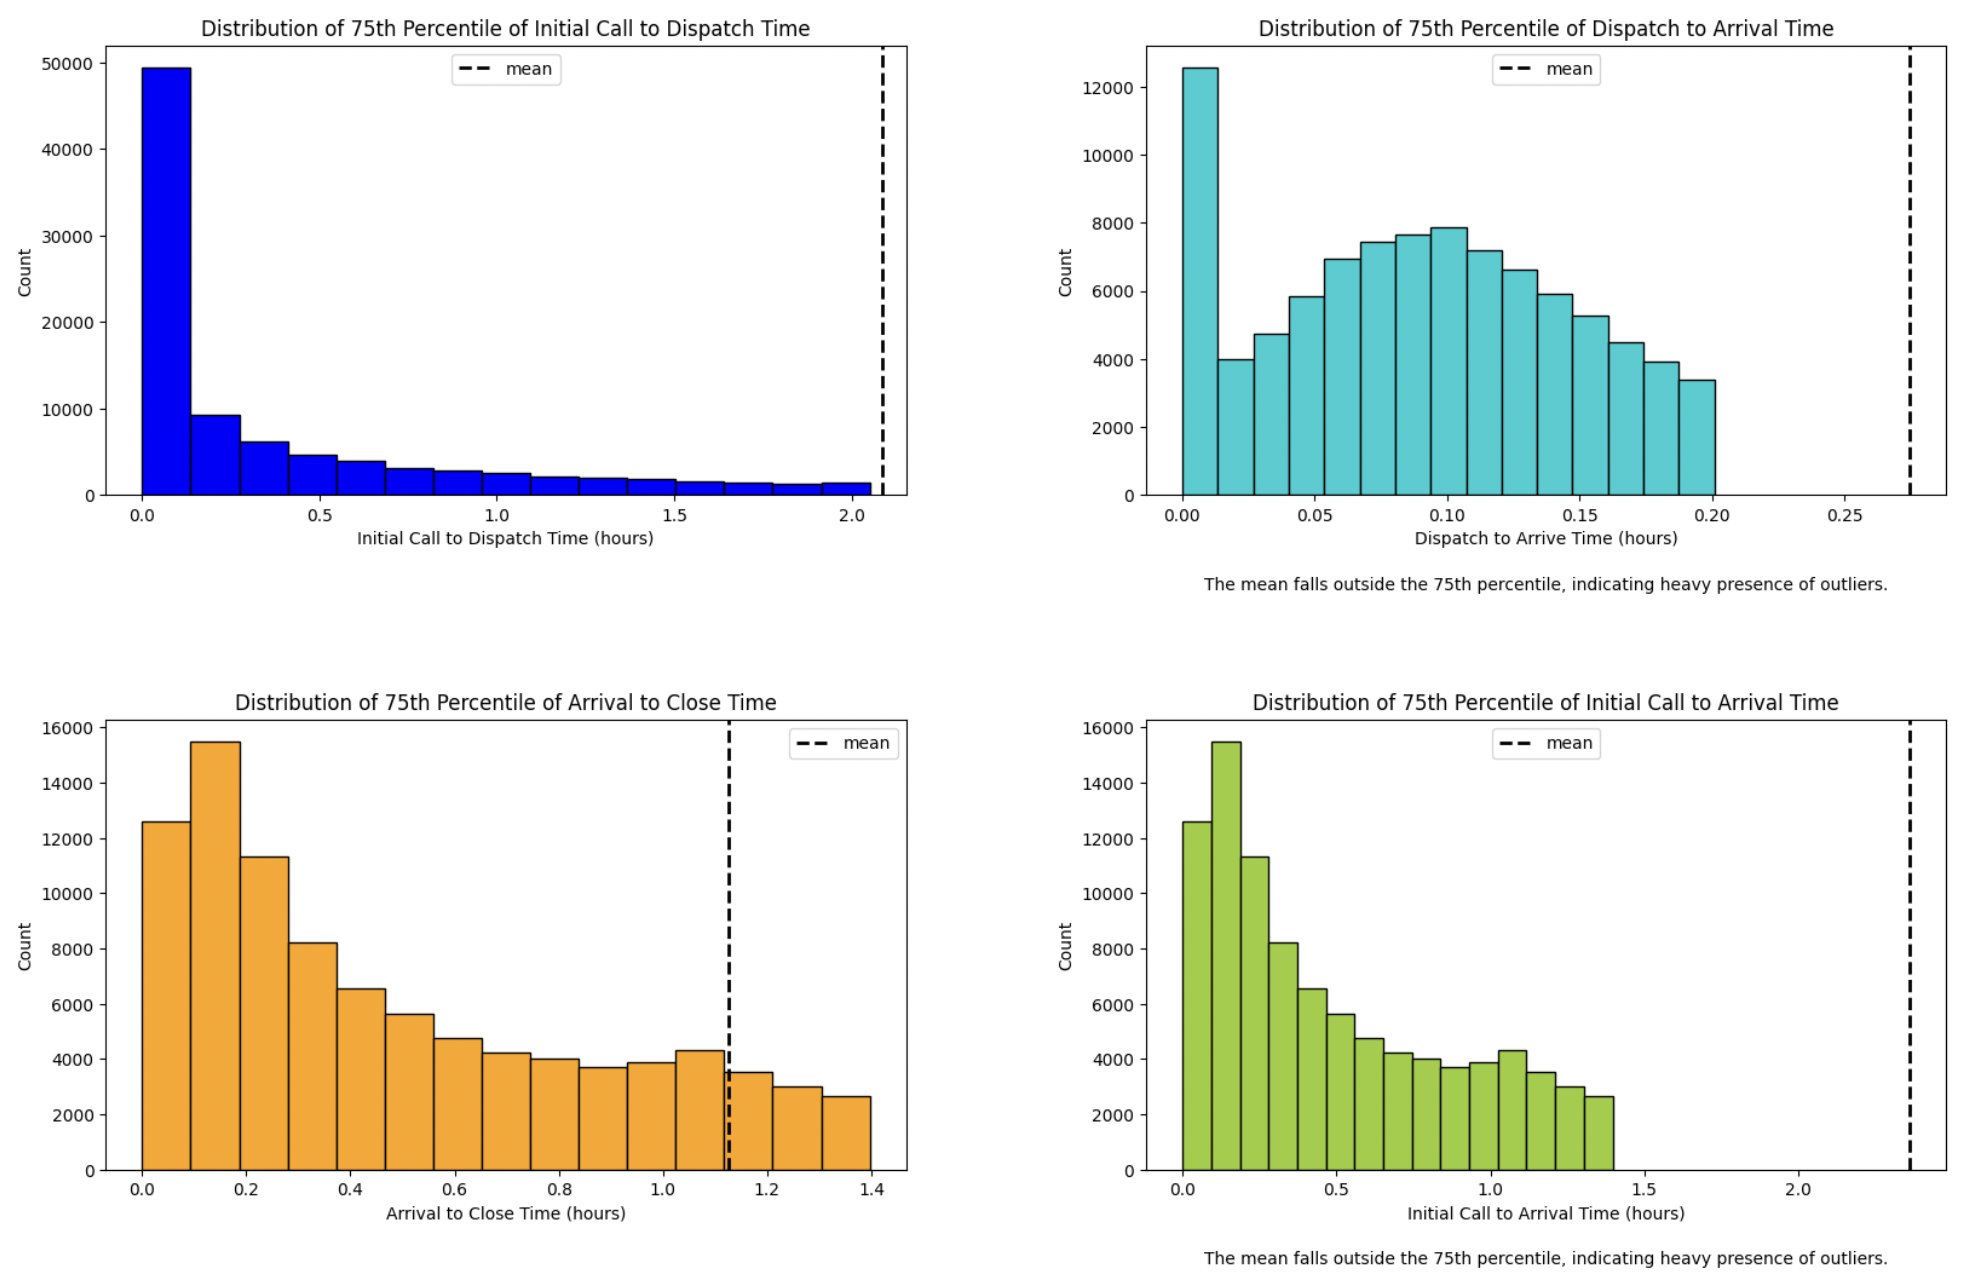 Distribution of 75th Percentile of Initial Call to Dispatch Time
mean
50000
40000
30000
20000
10000
0
Count
0.0 0.5 1.0 1.5 2.0
Initial Call to Dispatch Time (hours)
Distribution of 75th Percentile of Dispatch to Arrival Time
mean
12000
10000
8000
6000
4000
2000
0
Count
0.00 0.05 0.10 0.15 0.20 0.25
Dispatch to Arrive Time (hours)
The mean falls outside the 75th percentile, indicating heavy presence of outliers.
Distribution of 75th Percentile of Arrival to Close Time
mean
16000
14000
12000
10000
8000
6000
4000
2000
0
Count
0.0 0.2 0.4 0.6 0.8 1.0 1.2 1.4
Arrival to Close Time (hours)
Distribution of 75th Percentile of Initial Call to Arrival Time
mean
16000
14000
12000
10000
8000
6000
4000
2000
0
Count
0.0 0.5 1.0 1.5 2.0
Initial Call to Arrival Time (hours)
The mean falls outside the 75th percentile, indicating heavy presence of outliers.